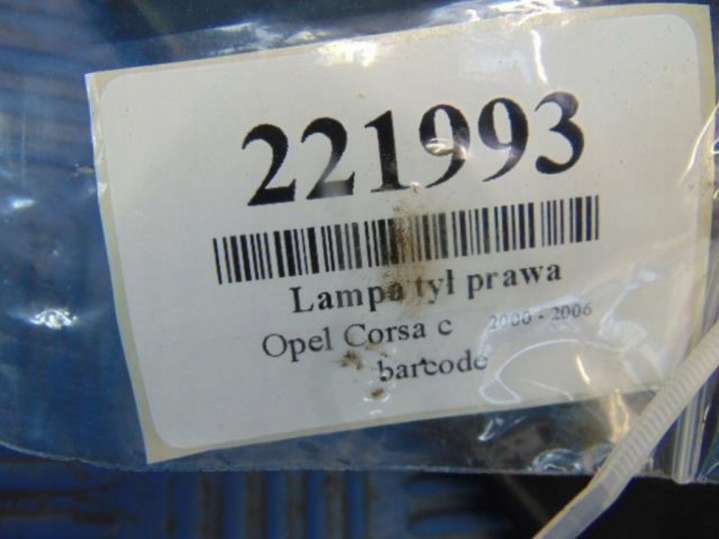 221993
Lampa tył prawa
Opel Corsa c 2000 - 2006
barcode